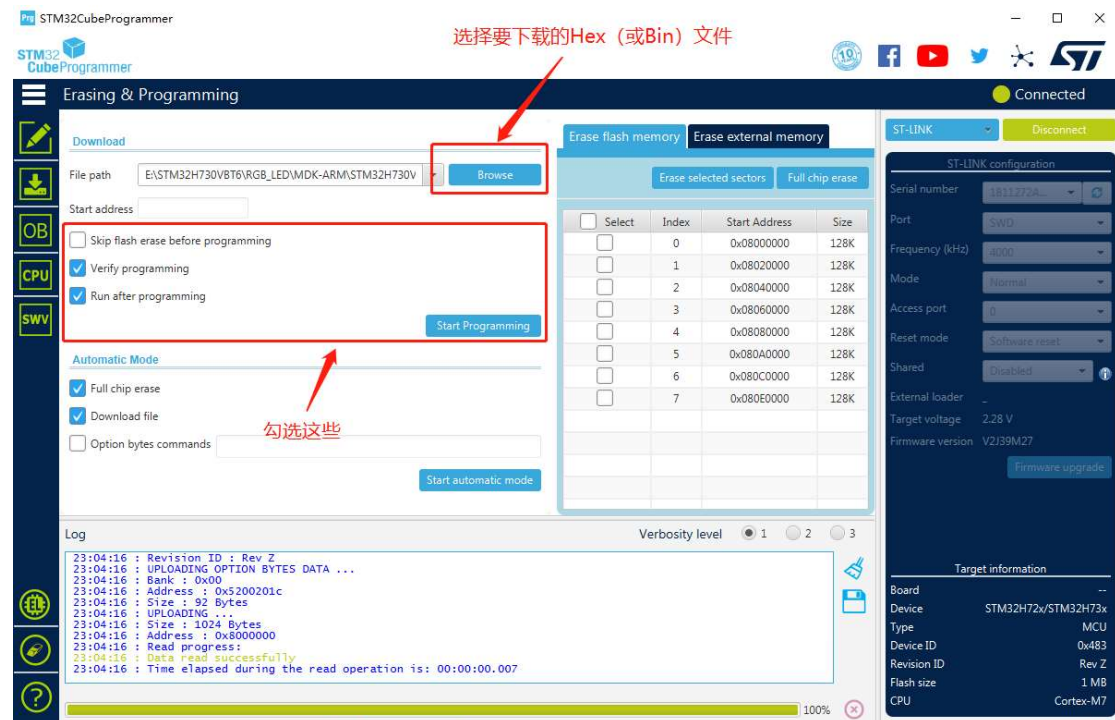 STM32CubeProgrammer
STM32
CubeProgrammer
选择要下载的Hex（或Bin）文件
10
Erasing & Programming
Connected
Download
File path E:\STM32H730VBT6\RGB_LED\MDK-ARM\STM32H730V Browse
Start address
Skip flash erase before programming
Verify programming
Run after programming
Start Programming
Automatic Mode
Full chip erase
Download file
勾选这些
Option bytes commands
Start automatic mode
OB
CPU
SWV
Erase flash memory Erase external memory
Erase selected sectors Full chip erase
Select Index Start Address Size
0 0x08000000 128K
1 0x08020000 128K
2 0x08040000 128K
3 0x08060000 128K
4 0x08080000 128K
5 0x080A0000 128K
6 0x080C0000 128K
7 0x080E0000 128K
ST-LINK Disconnect
ST-LINK configuration
Serial number 1811272A...
Port SWD
Frequency (kHz) 4000
Mode Normal
Access port 0
Reset mode Software reset
Shared Disabled
External loader _
Target voltage 2.28 V
Firmware version V2J39M27
Firmware upgrade
Log Verbosity level 1 2 3
23:04:16 : Revision ID : Rev Z
23:04:16 : UPLOADING OPTION BYTES DATA ...
23:04:16 : Bank : 0x00
23:04:16 : Address : 0x5200201c
23:04:16 : Size : 92 Bytes
23:04:16 : UPLOADING ...
23:04:16 : Size : 1024 Bytes
23:04:16 : Address : 0x8000000
23:04:16 : Read progress:
23:04:16 : Data read successfully
23:04:16 : Time elapsed during the read operation is: 00:00:00.007
100%
Target information
Board --
Device STM32H72x/STM32H73x
Type MCU
Device ID 0x483
Revision ID Rev Z
Flash size 1 MB
CPU Cortex-M7